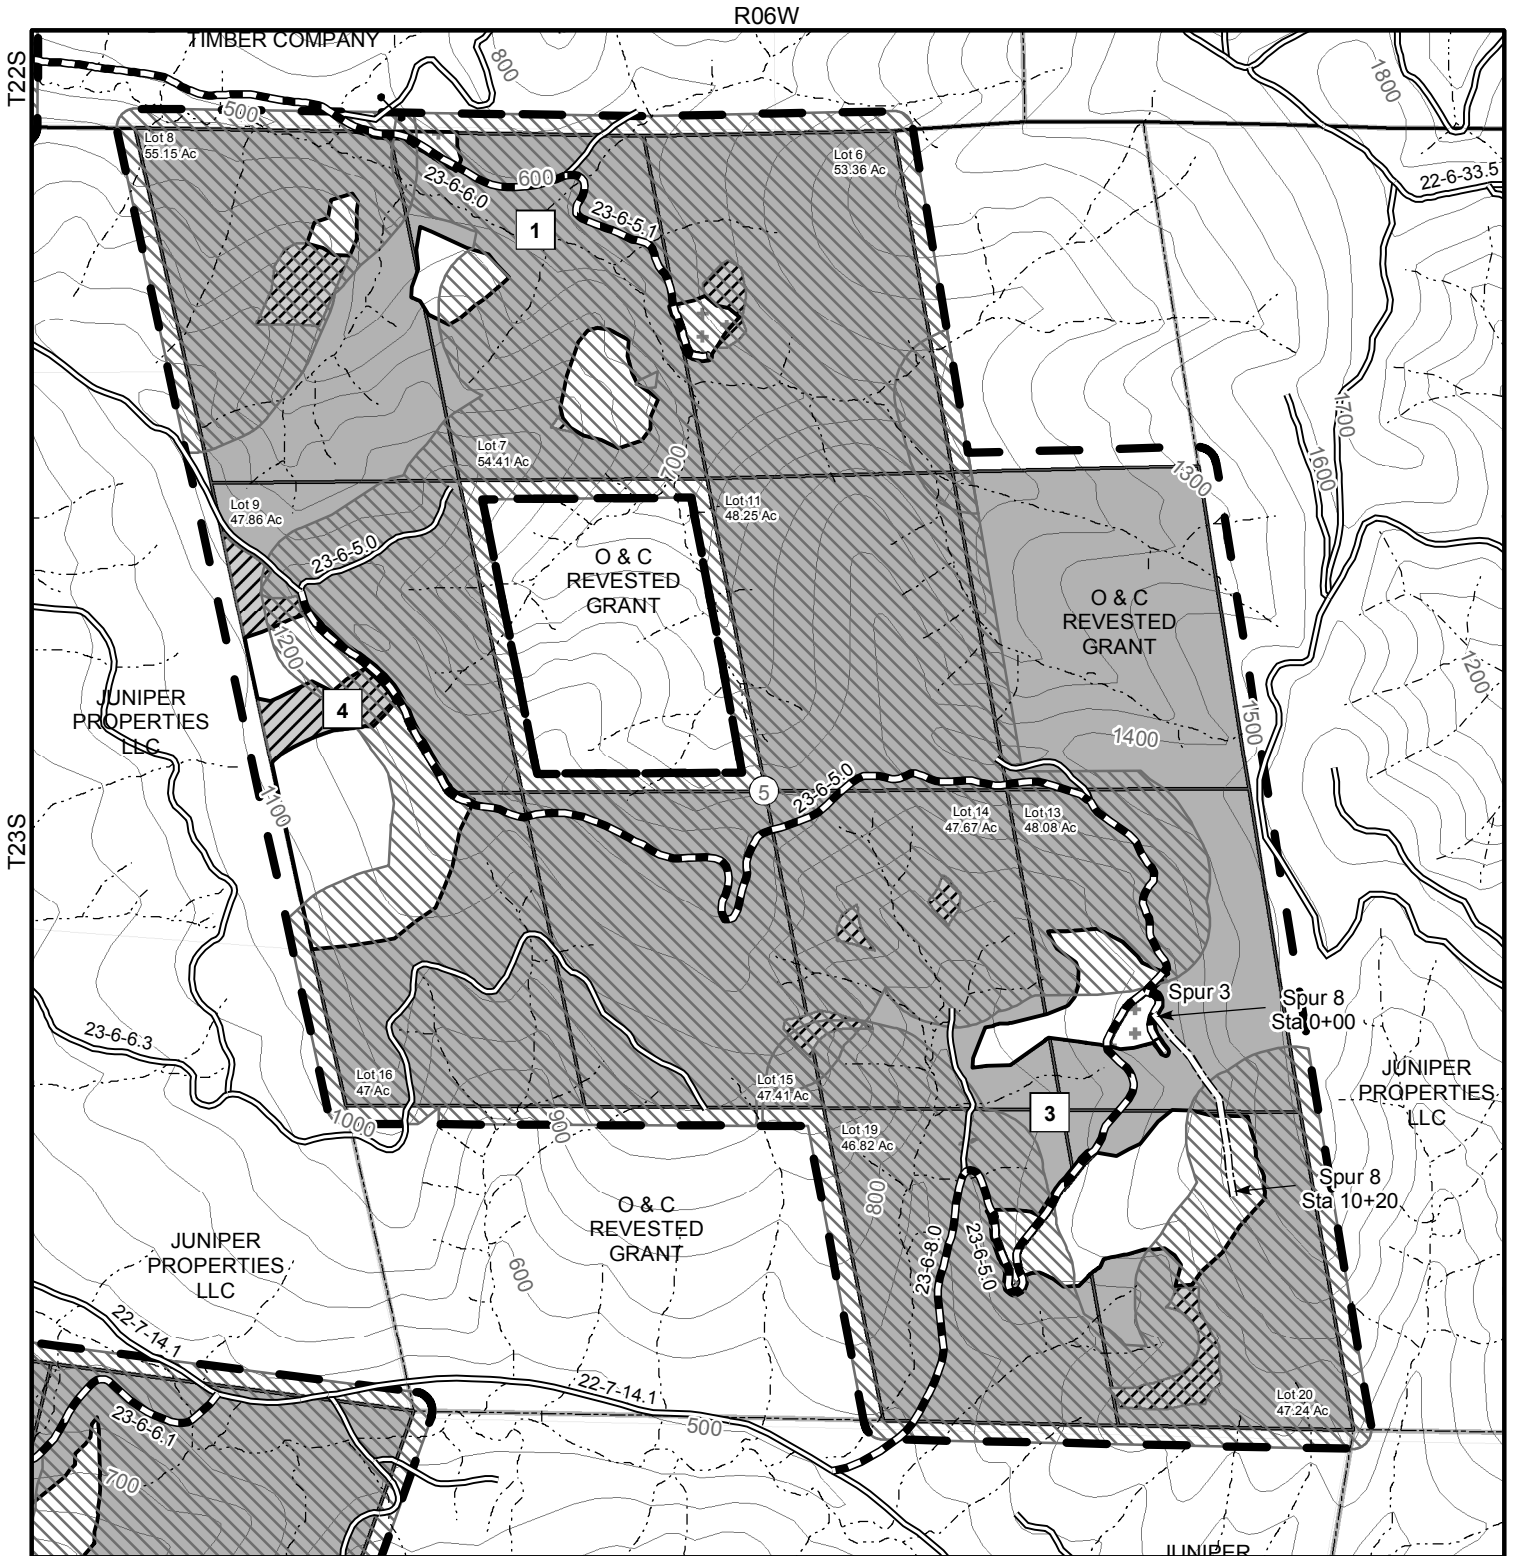 R06W
T22S
TIMBER COMPANY
800
1800
500
Lot 8
55.15 Ac
Lot 6
53.36 Ac
600
23-6-6.0
22-6-33.5
1
23-6-5.1
1700
Lot 7
54.41 Ac
700
1600
1300
Lot 9
47.86 Ac
Lot 11
48.25 Ac
23-6-5.0
O & C
REVESTED
GRANT
O & C
REVESTED
GRANT
1200
1200
JUNIPER
PROPERTIES
LLC
4
1500
1400
1100
5
23-6-5.0
T23S
Lot 14
47.67 Ac
Lot 13
48.08 Ac
Spur 3
Spur 8
Sta 0+00
23-6-6.3
Lot 16
47 Ac
Lot 15
47.41 Ac
JUNIPER
PROPERTIES
LLC
1000
900
3
Lot 19
46.82 Ac
800
Spur 8
Sta 10+20
O & C
REVESTED
GRANT
JUNIPER
PROPERTIES
LLC
600
23-6-8.0
23-6-5.0
22-7-14.1
22-7-14.1
Lot 20
47.24 Ac
23-6-6.1
500
700
JUNIPER